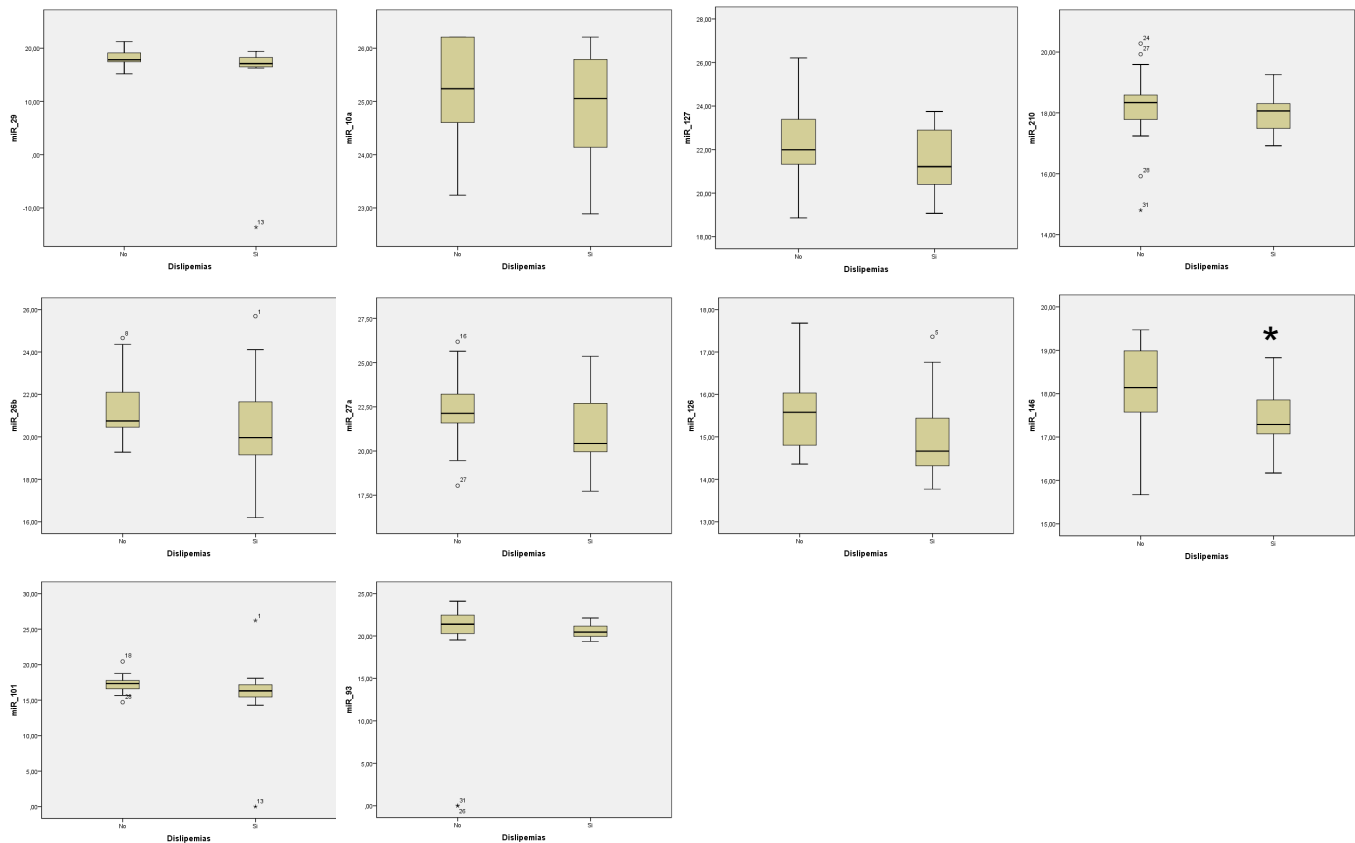 20,00
10,00
,00
-10,00
miR_29
13
No
Si
Dislipemias
26,00
25,00
24,00
23,00
miR_10a
No
Si
Dislipemias
28,00
26,00
24,00
22,00
20,00
18,00
miR_127
No
Si
Dislipemias
20,00
18,00
16,00
14,00
miR_210
24
27
28
31
No
Si
Dislipemias
26,00
24,00
22,00
20,00
18,00
16,00
miR_26b
8
1
No
Si
Dislipemias
27,50
25,00
22,50
20,00
17,50
miR_27a
16
27
No
Si
Dislipemias
18,00
17,00
16,00
15,00
14,00
13,00
miR_126
5
No
Si
Dislipemias
20,00
19,00
18,00
17,00
16,00
15,00
miR_146
*
No
Si
Dislipemias
30,00
25,00
20,00
15,00
10,00
5,00
,00
miR_101
18
28
1
13
No
Si
Dislipemias
25,00
20,00
15,00
10,00
5,00
,00
miR_93
31
26
No
Si
Dislipemias